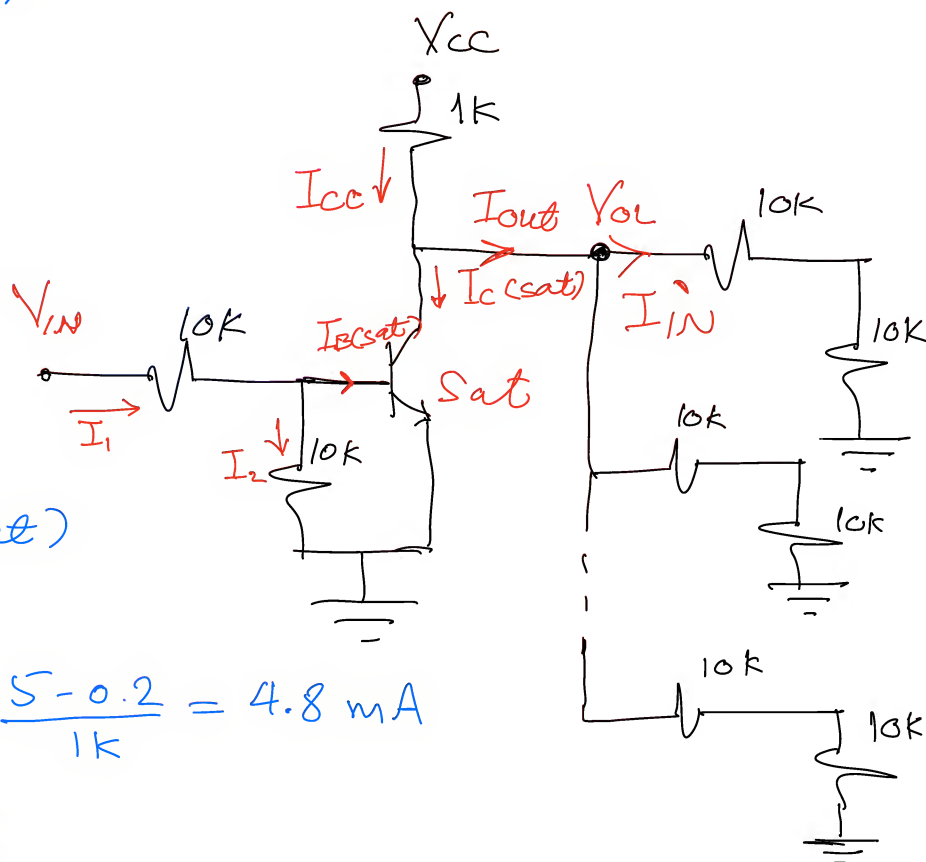 VCC
1K
ICC
Iout VOL
10K
IC(sat)
IIN
VIN
10K
IB(sat)
10K
Sat
I1
10K
I2
10K
et)
10K
10K
5-0.2 / 1K = 4.8 mA
10K